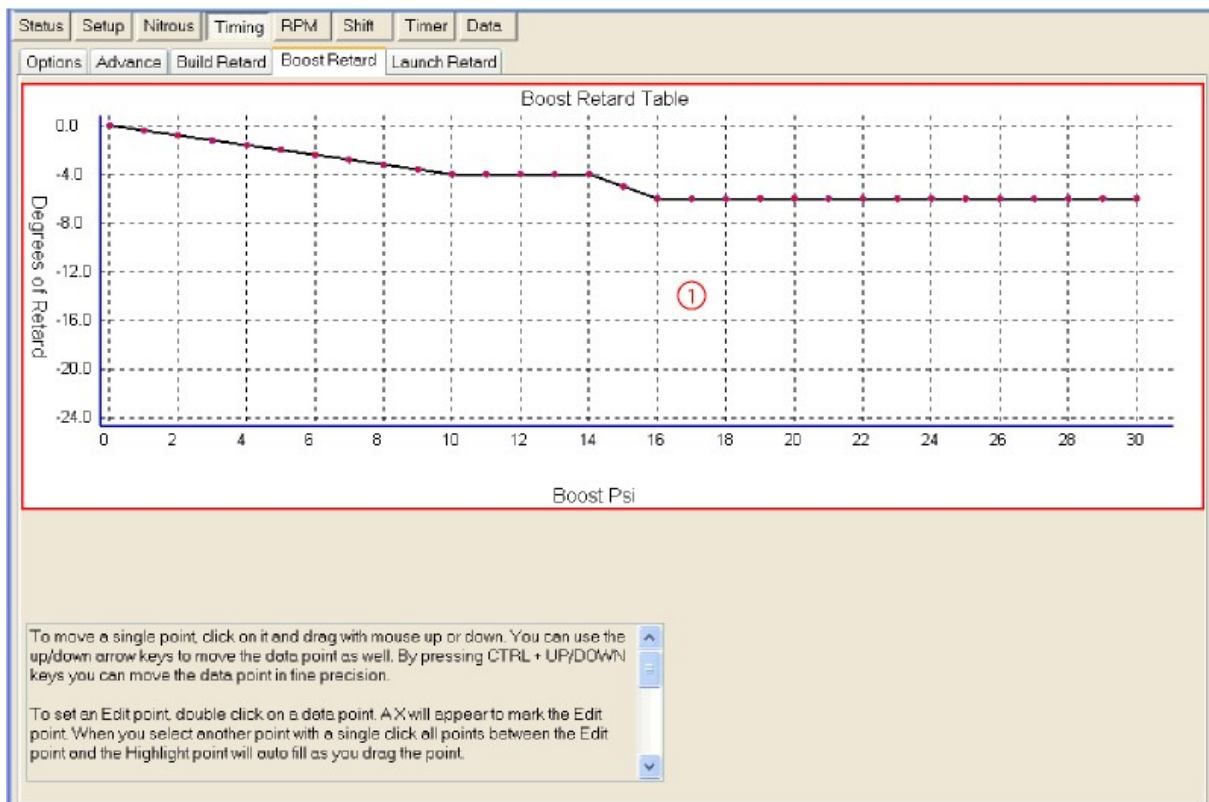 Status Setup Nitrous Timing RPM Shift Timer Data
Options Advance Build Retard Boost Retard Launch Retard
Boost Retard Table
0.0
-4.0
-8.0
-12.0
-16.0
-20.0
-24.0
Degrees of Retard
1
0 2 4 6 8 10 12 14 16 18 20 22 24 26 28 30
Boost Psi
To move a single point, click on it and drag with mouse up or down. You can use the
up/down arrow keys to move the data point as well. By pressing CTRL + UP/DOWN
keys you can move the data point in fine precision.
To set an Edit point, double click on a data point. A X will appear to mark the Edit
point. When you select another point with a single click all points between the Edit
point and the Highlight point will auto fill as you drag the point.